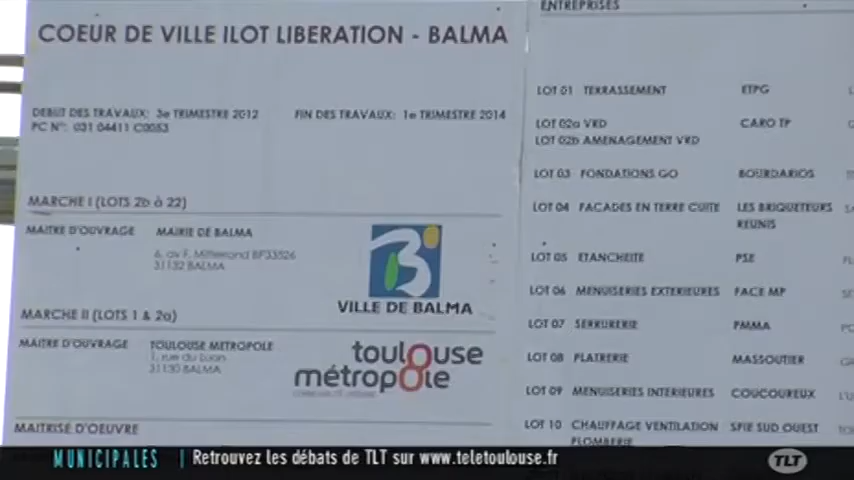 COEUR DE VILLE ILOT LIBERATION - BALMA
DEBUT DES TRAVAUX: 3e TRIMESTRE 2012 FIN DES TRAVAUX: 1e TRIMESTRE 2014
PC N°: 031 04411 C0053
MARCHE I (LOTS 2b à 22)
MAITRE D'OUVRAGE MAIRIE DE BALMA
6, av F. Mitterrand BP33526
31132 BALMA
VILLE DE BALMA
MARCHE II (LOTS 1 & 2a)
MAITRE D'OUVRAGE TOULOUSE METROPOLE
1, rue du Luan
31130 BALMA
toulouse
métropole
MAITRISE D'OEUVRE
ENTREPRISES
LOT 01 TERRASSEMENT ETPG
LOT 02a VRD CARO TP
LOT 02b AMENAGEMENT VRD
LOT 03 FONDATIONS GO BOURDARIOS
LOT 04 FACADES EN TERRE CUITE LES BRIQUETEURS
REUNIS
LOT 05 ETANCHEITE PSE
LOT 06 MENUISERIES EXTERIEURES FACE MP
LOT 07 SERRURERIE PMMA
LOT 08 PLATRERIE MASSOUTIER
LOT 09 MENUISERIES INTERIEURES COUCOUREUX
LOT 10 CHAUFFAGE VENTILATION SPIE SUD OUEST
PLOMBERIE
MUNICIPALES | Retrouvez les débats de TLT sur www.teletoulouse.fr
TLT